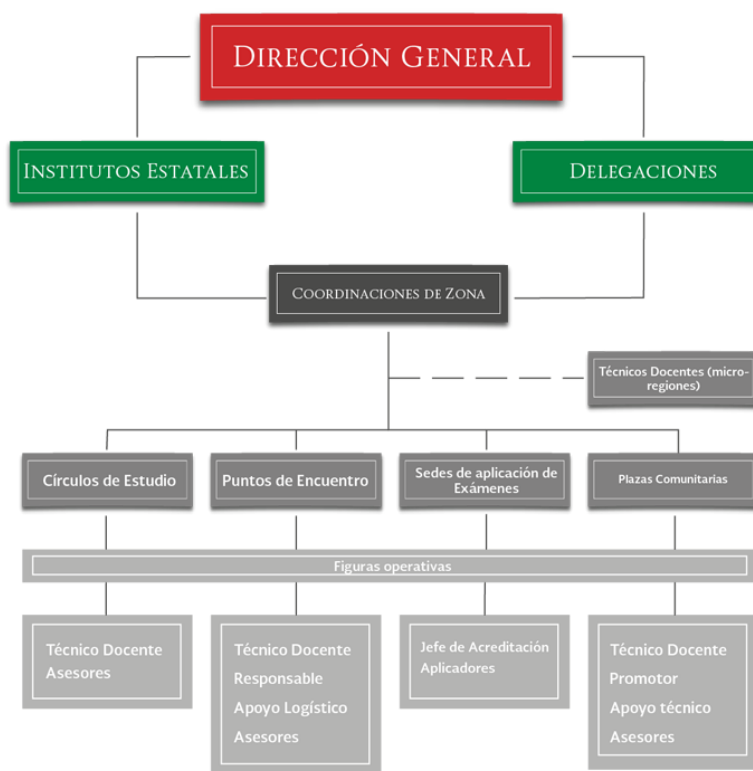 DIRECCIÓN GENERAL
INSTITUTOS ESTATALES
DELEGACIONES
COORDINACIONES DE ZONA
Técnicos Docentes (micro-
regiones)
Círculos de Estudio
Puntos de Encuentro
Sedes de aplicación de
Exámenes
Plazas Comunitarias
Figuras operativas
Técnico Docente
Asesores
Técnico Docente
Responsable
Apoyo Logístico
Asesores
Jefe de Acreditación
Aplicadores
Técnico Docente
Promotor
Apoyo técnico
Asesores